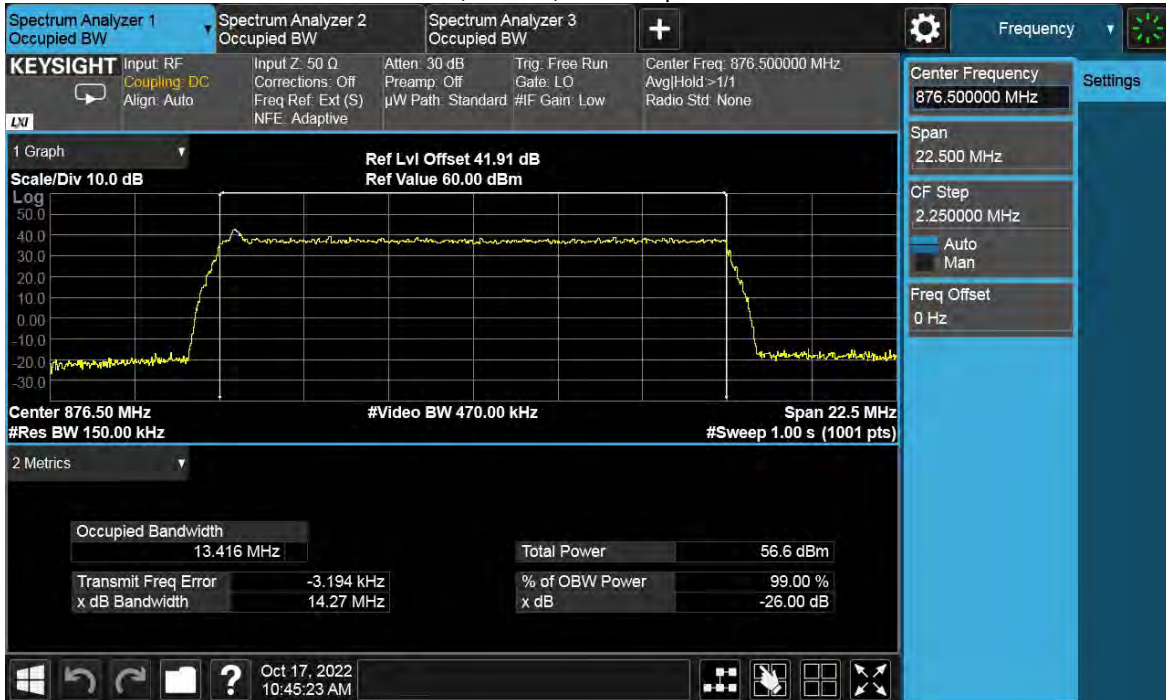 Spectrum Analyzer 1
Occupied BW
Spectrum Analyzer 2
Occupied BW
Spectrum Analyzer 3
Occupied BW
+
Frequency
KEYSIGHT
LXI
Input: RF
Coupling: DC
Align: Auto
Input Z: 50 Ω
Corrections: Off
Freq Ref: Ext (S)
NFE: Adaptive
Atten: 30 dB
Preamp: Off
µW Path: Standard
Trig: Free Run
Gate: LO
#IF Gain: Low
Center Freq: 876.500000 MHz
Avg|Hold:>1/1
Radio Std: None
Center Frequency
876.500000 MHz
Settings
Span
22.500 MHz
CF Step
2.250000 MHz
Auto
Man
Freq Offset
0 Hz
1 Graph
Scale/Div 10.0 dB
Ref Lvl Offset 41.91 dB
Ref Value 60.00 dBm
Log
50.0
40.0
30.0
20.0
10.0
0.00
-10.0
-20.0
-30.0
Center 876.50 MHz
#Video BW 470.00 kHz
Span 22.5 MHz
#Res BW 150.00 kHz
#Sweep 1.00 s (1001 pts)
2 Metrics
Occupied Bandwidth
13.416 MHz
Total Power 56.6 dBm
Transmit Freq Error -3.194 kHz
% of OBW Power 99.00 %
x dB Bandwidth 14.27 MHz
x dB -26.00 dB
?
Oct 17, 2022
10:45:23 AM